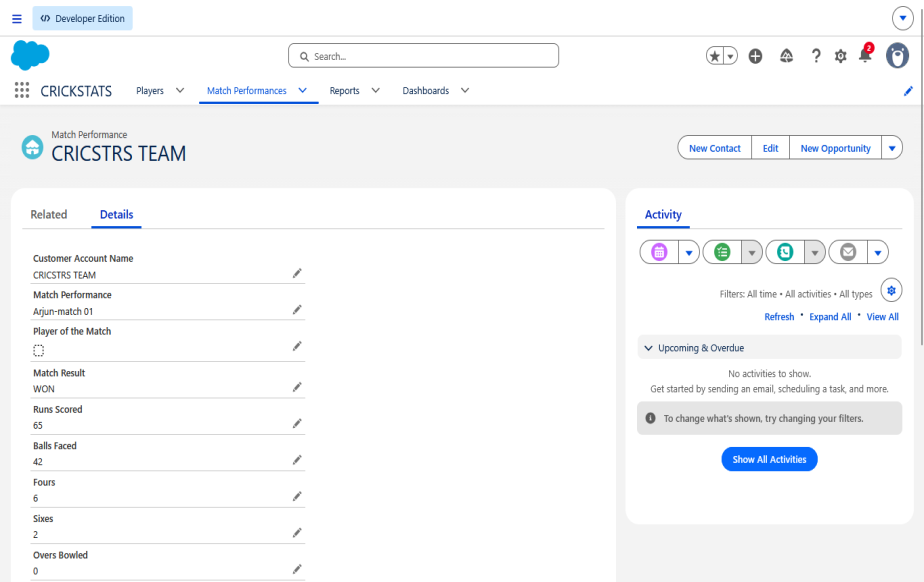 </> Developer Edition
Search...
2
CRICKSTATS
Players
Match Performances
Reports
Dashboards
Match Performance
CRICSTRS TEAM
New Contact
Edit
New Opportunity
Related
Details
Customer Account Name
CRICSTRS TEAM
Match Performance
Arjun-match 01
Player of the Match
Match Result
WON
Runs Scored
65
Balls Faced
42
Fours
6
Sixes
2
Overs Bowled
0
Activity
Filters: All time • All activities • All types
Refresh • Expand All • View All
Upcoming & Overdue
No activities to show.
Get started by sending an email, scheduling a task, and more.
To change what's shown, try changing your filters.
Show All Activities